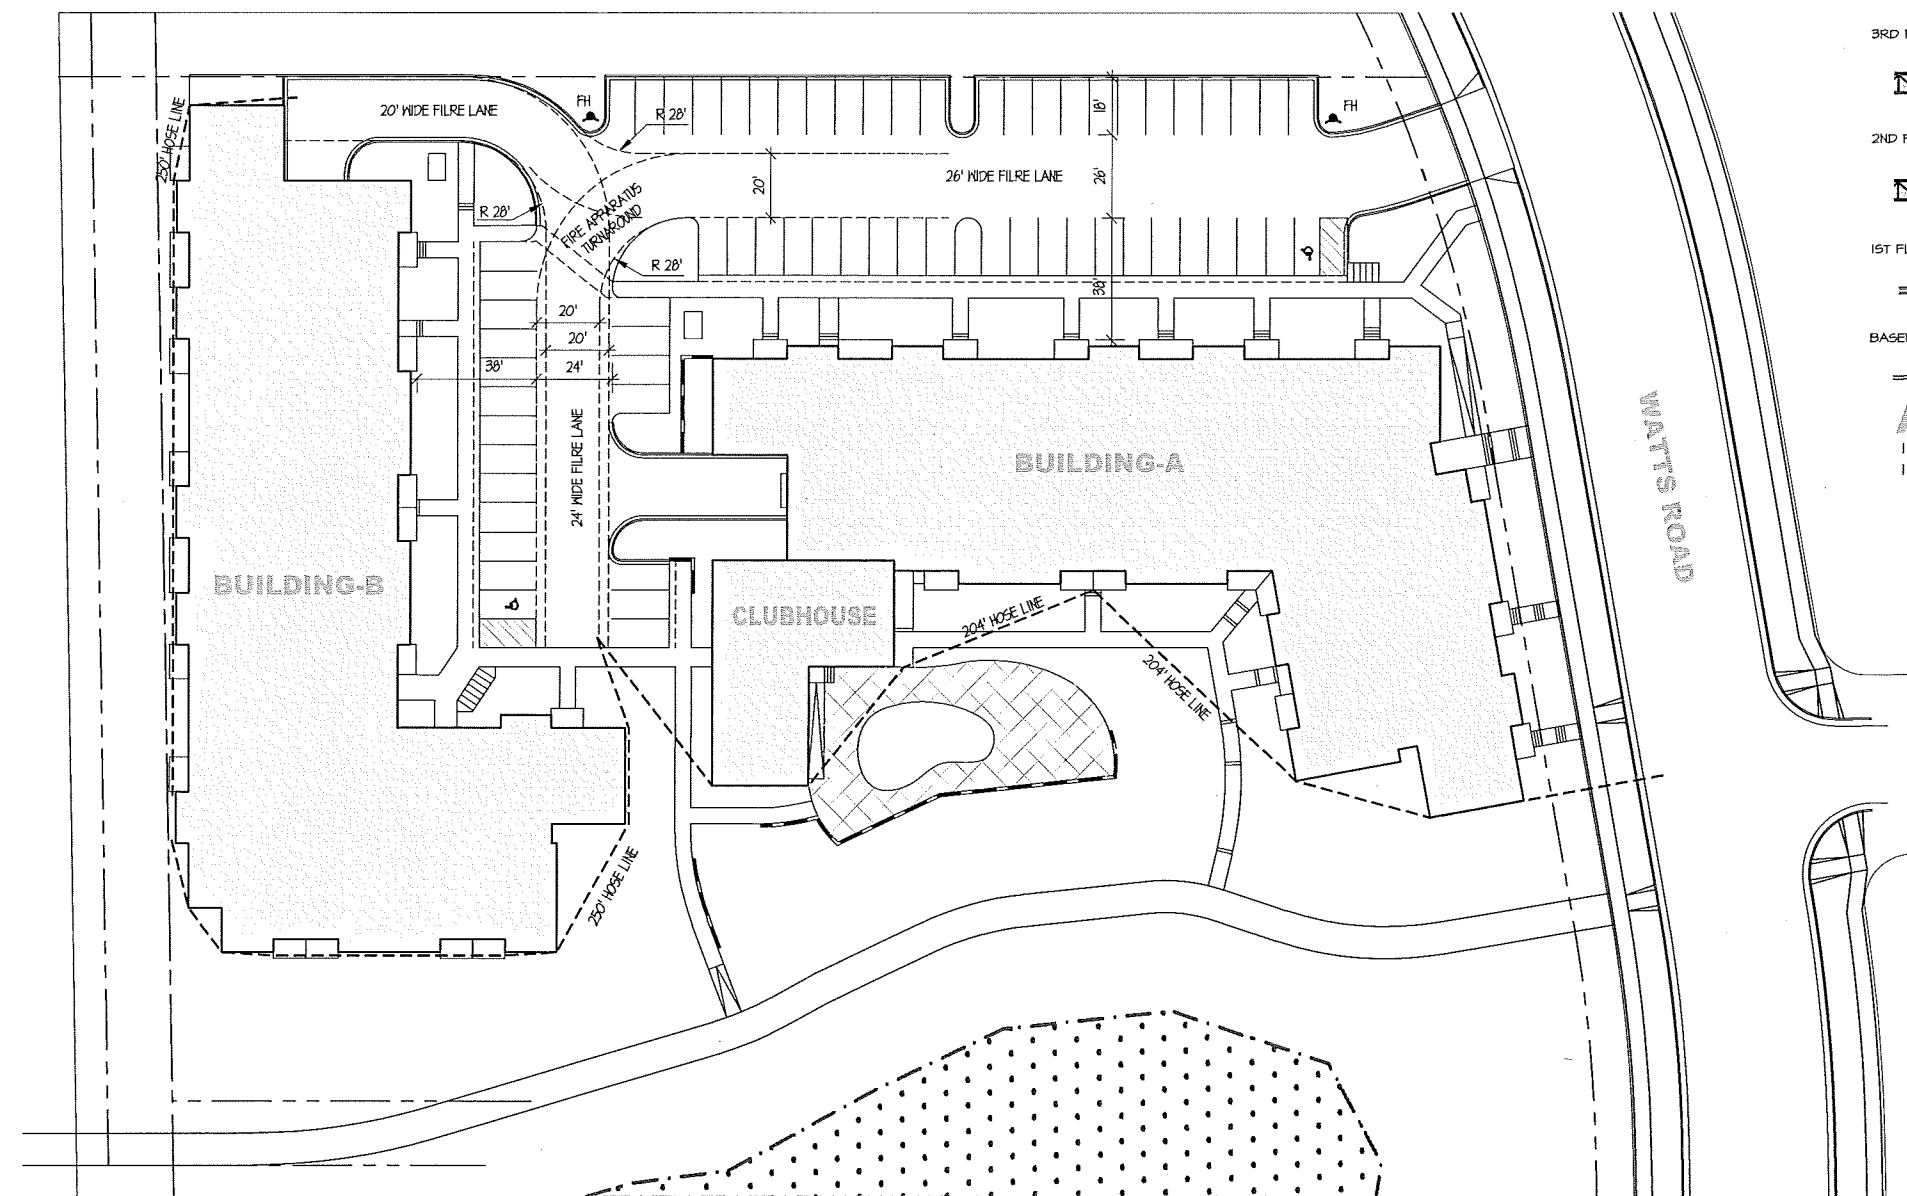 3RD
FH
FH
20' WIDE FILRE LANE
R 28'
18'
250' HOSE LINE
2ND F
26' WIDE FILRE LANE
20'
26'
R 28'
FIRE APPARATUS
TURNAROUND
1ST FL
R 28'
38'
20'
20'
BASE
38'
24'
24' WIDE FILRE LANE
BUILDING-A
WATTS ROAD
BUILDING-B
CLUBHOUSE
204' HOSE LINE
204' HOSE LINE
250' HOSE LINE